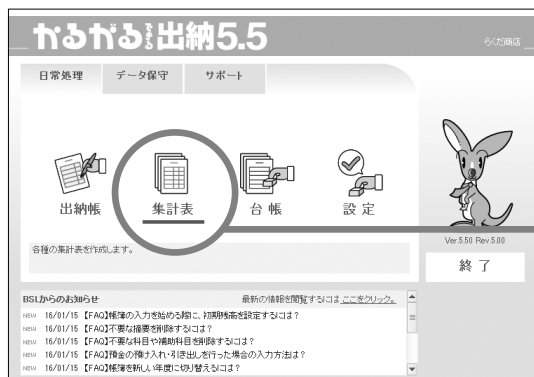 かるがるできる出納5.5
らくだ商店
日常処理 データ保守 サポート
出納帳 集計表 台帳 設定
各種の集計表を作成します。
Ver.5.50 Rev.5.00
終了
BSLからのお知らせ 最新の情報を閲覧するには ここをクリック。
NEW 16/01/15 【FAQ】帳簿の入力を始める際に、初期残高を設定するには？
NEW 16/01/15 【FAQ】不要な摘要を削除するには？
NEW 16/01/15 【FAQ】不要な科目や補助科目を削除するには？
NEW 16/01/15 【FAQ】預金の預け入れ・引き出しを行った場合の入力方法は？
NEW 16/01/15 【FAQ】帳簿を新しい年度に切り替えるには？